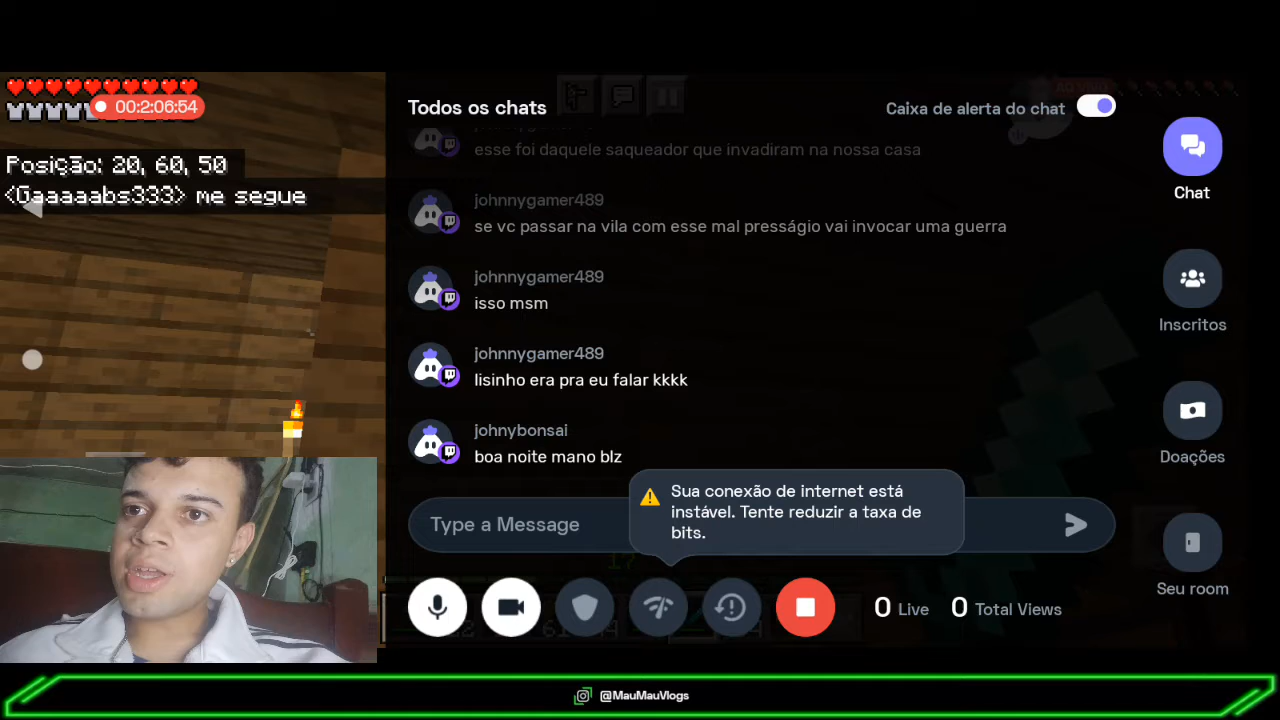 00:2:06:54
Posição: 20, 60, 50
<Gaaaaabs333> me segue
Todos os chats
Caixa de alerta do chat
esse foi daquele saqueador que invadiram na nossa casa
johnnygamer489
se vc passar na vila com esse mal presságio vai invocar uma guerra
johnnygamer489
isso msm
johnnygamer489
lisinho era pra eu falar kkkk
johnybonsai
boa noite mano blz
Type a Message
Sua conexão de internet está
instável. Tente reduzir a taxa de
bits.
0 Live 0 Total Views
Chat
Inscritos
Doações
Seu room
@MauMauVlogs